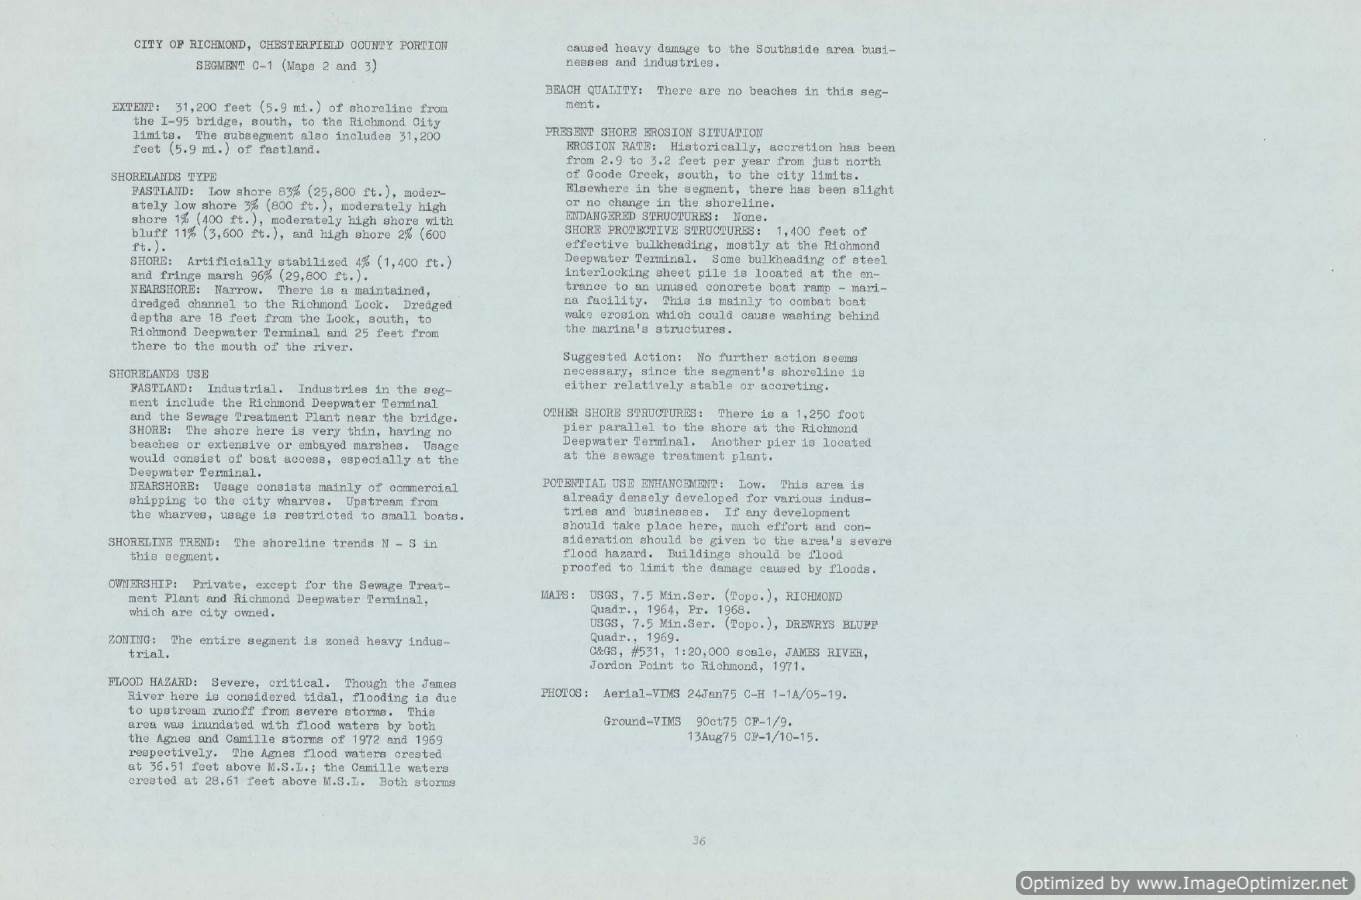 CITY OF RICHMOND, CHESTERFIELD COUNTY PORTION
SEGMENT C-1 (Maps 2 and 3)
EXTENT: 31,200 feet (5.9 mi.) of shoreline from
the I-95 bridge, south, to the Richmond City
limits. The subsegment also includes 31,200
feet (5.9 mi.) of fastland.
SHORELANDS TYPE
FASTLAND: Low shore 83% (25,800 ft.), moder-
ately low shore 3% (800 ft.), moderately high
shore 1% (400 ft.), moderately high shore with
bluff 11% (3,600 ft.), and high shore 2% (600
ft.).
SHORE: Artificially stabilized 4% (1,400 ft.)
and fringe marsh 96% (29,800 ft.).
NEARSHORE: Narrow. There is a maintained,
dredged channel to the Richmond Lock. Dredged
depths are 18 feet from the Lock, south, to
Richmond Deepwater Terminal and 25 feet from
there to the mouth of the river.
SHORELANDS USE
FASTLAND: Industrial. Industries in the seg-
ment include the Richmond Deepwater Terminal
and the Sewage Treatment Plant near the bridge.
SHORE: The shore here is very thin, having no
beaches or extensive or embayed marshes. Usage
would consist of boat access, especially at the
Deepwater Terminal.
NEARSHORE: Usage consists mainly of commercial
shipping to the city wharves. Upstream from
the wharves, usage is restricted to small boats.
SHORELINE TREND: The shoreline trends N - S in
this segment.
OWNERSHIP: Private, except for the Sewage Treat-
ment Plant and Richmond Deepwater Terminal,
which are city owned.
ZONING: The entire segment is zoned heavy indus-
trial.
FLOOD HAZARD: Severe, critical. Though the James
River here is considered tidal, flooding is due
to upstream runoff from severe storms. This
area was inundated with flood waters by both
the Agnes and Camille storms of 1972 and 1969
respectively. The Agnes flood waters crested
at 36.51 feet above M.S.L.; the Camille waters
crested at 28.61 feet above M.S.L. Both storms
caused heavy damage to the Southside area busi-
nesses and industries.
BEACH QUALITY: There are no beaches in this seg-
ment.
PRESENT SHORE EROSION SITUATION
EROSION RATE: Historically, accretion has been
from 2.9 to 3.2 feet per year from just north
of Goode Creek, south, to the city limits.
Elsewhere in the segment, there has been slight
or no change in the shoreline.
ENDANGERED STRUCTURES: None.
SHORE PROTECTIVE STRUCTURES: 1,400 feet of
effective bulkheading, mostly at the Richmond
Deepwater Terminal. Some bulkheading of steel
interlocking sheet pile is located at the en-
trance to an unused concrete boat ramp - mari-
na facility. This is mainly to combat boat
wake erosion which could cause washing behind
the marina's structures.
Suggested Action: No further action seems
necessary, since the segment's shoreline is
either relatively stable or accreting.
OTHER SHORE STRUCTURES: There is a 1,250 foot
pier parallel to the shore at the Richmond
Deepwater Terminal. Another pier is located
at the sewage treatment plant.
POTENTIAL USE ENHANCEMENT: Low. This area is
already densely developed for various indus-
tries and businesses. If any development
should take place here, much effort and con-
sideration should be given to the area's severe
flood hazard. Buildings should be flood
proofed to limit the damage caused by floods.
MAPS: USGS, 7.5 Min.Ser. (Topo.), RICHMOND
Quadr., 1964, Pr. 1968.
USGS, 7.5 Min.Ser. (Topo.), DREWRYS BLUFF
Quadr., 1969.
C&GS, #531, 1:20,000 scale, JAMES RIVER,
Jordon Point to Richmond, 1971.
PHOTOS: Aerial-VIMS 24Jan75 C-H 1-1A/05-19.
Ground-VIMS 9Oct75 CF-1/9.
13Aug75 CF-1/10-15.
36
Optimized by www.ImageOptimizer.net